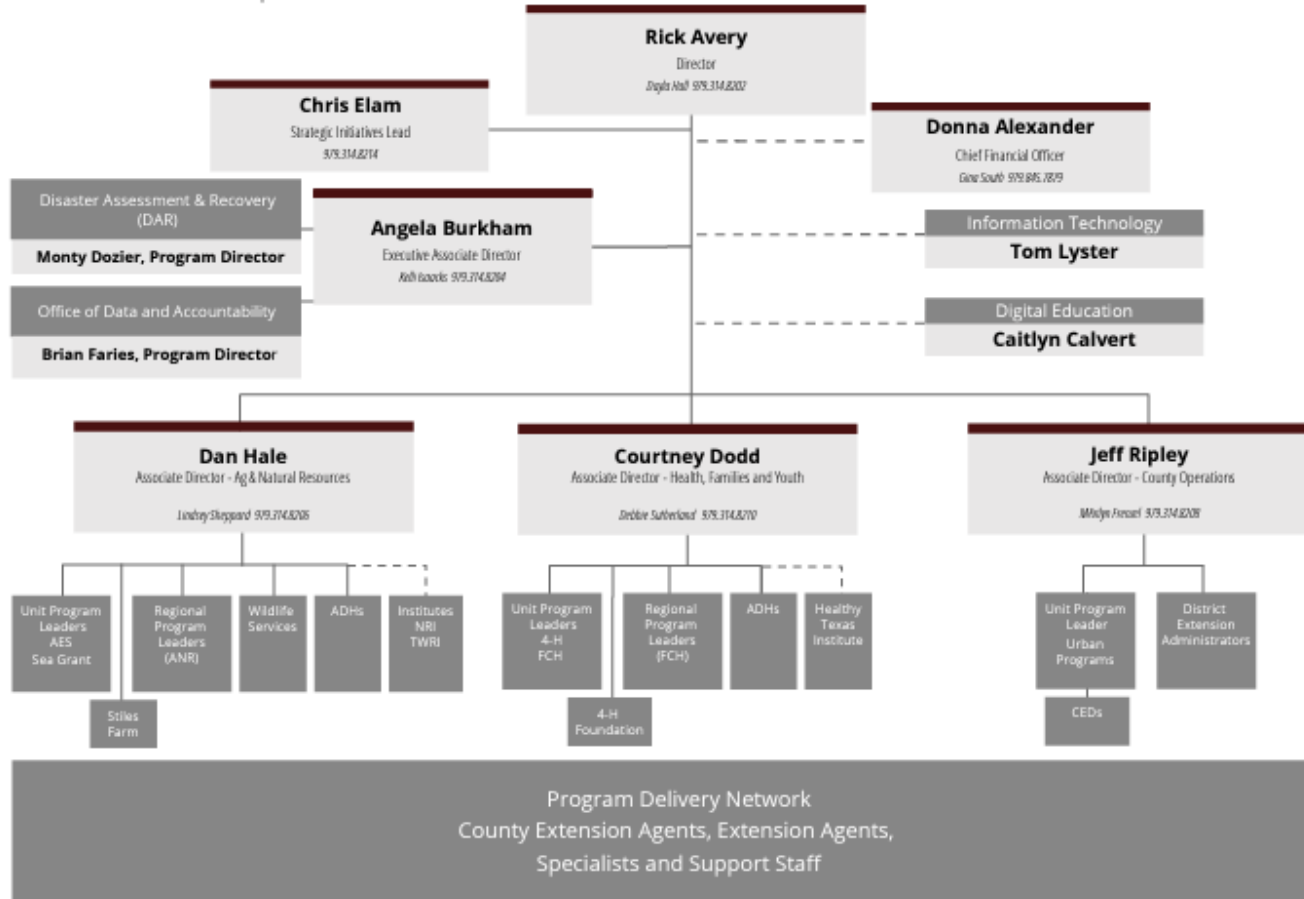 Rick Avery
Director
Dayla Hall 979.314.8202
Chris Elam
Strategic Initiatives Lead
979.314.8214
Donna Alexander
Chief Financial Officer
Gina South 979.845.7879
Disaster Assessment & Recovery
(DAR)
Monty Dozier, Program Director
Angela Burkham
Executive Associate Director
Kelli Isaacks 979.314.8204
Information Technology
Tom Lyster
Office of Data and Accountability
Brian Faries, Program Director
Digital Education
Caitlyn Calvert
Dan Hale
Associate Director - Ag & Natural Resources
Lindsey Sheppard 979.314.8206
Courtney Dodd
Associate Director - Health, Families and Youth
Debbie Sutherland 979.314.8210
Jeff Ripley
Associate Director - County Operations
979.314.8208
Unit Program
Leaders
AES
Sea Grant
Stiles
Farm
Regional
Program
Leaders
(ANR)
Wildlife
Services
ADHs
Institutes
NRI
TWRI
Unit Program
Leaders
4-H
FCH
4-H
Foundation
Regional
Program
Leaders
(FCH)
ADHs
Healthy
Texas
Institute
Unit Program
Leader
Urban
Programs
CEDs
District
Extension
Administrators
Program Delivery Network
County Extension Agents, Extension Agents,
Specialists and Support Staff